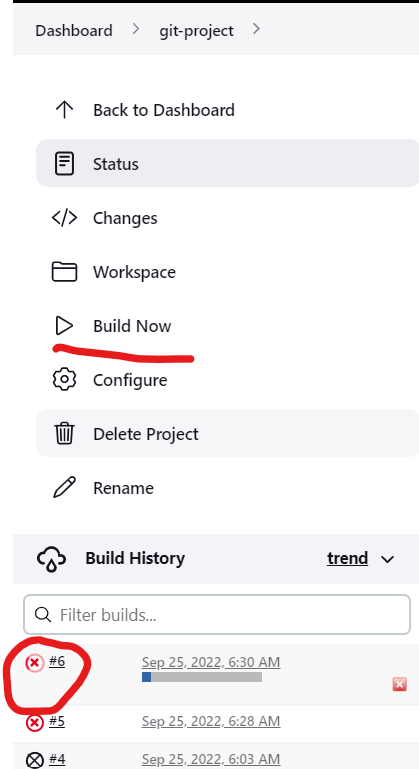 Dashboard > git-project >
Back to Dashboard
Status
Changes
Workspace
Build Now
Configure
Delete Project
Rename
Build History trend
Filter builds...
#6 Sep 25, 2022, 6:30 AM
#5 Sep 25, 2022, 6:28 AM
#4 Sep 25, 2022, 6:03 AM